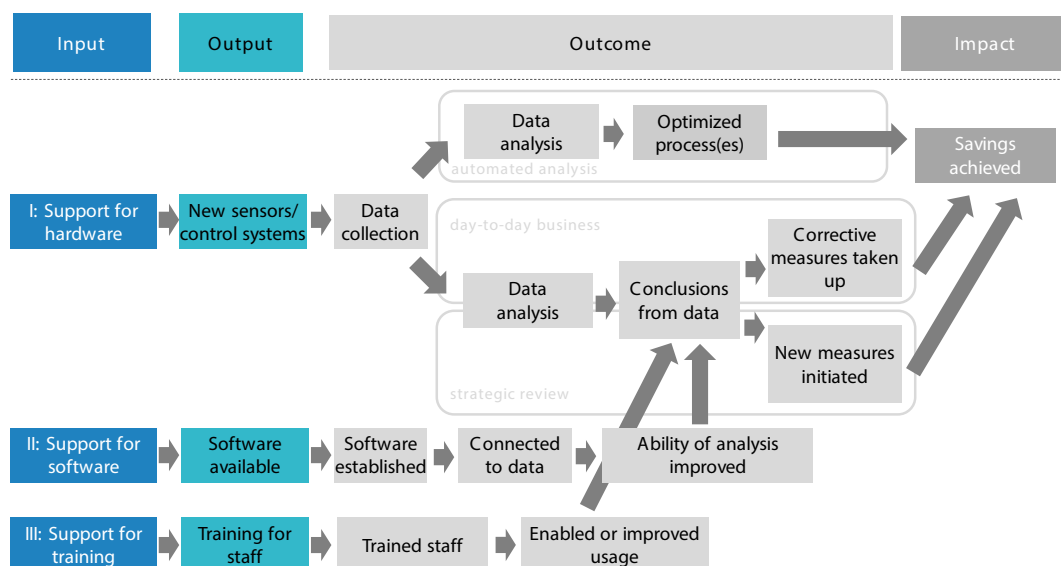 Input
Output
Outcome
Impact
Data
analysis
Optimized
process(es)
automated analysis
Savings
achieved
I: Support for
hardware
New sensors/
control systems
Data
collection
day-to-day business
Corrective
measures taken
up
Data
analysis
Conclusions
from data
New measures
initiated
strategic review
II: Support for
software
Software
available
Software
established
Connected
to data
Ability of analysis
improved
III: Support for
training
Training for
staff
Trained staff
Enabled or improved
usage